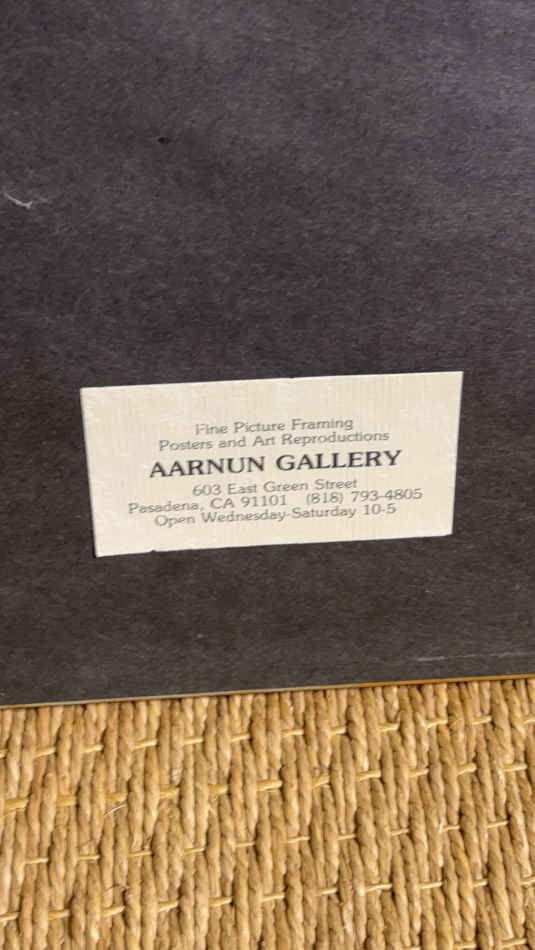 Fine Picture Framing
Posters and Art Reproductions
AARNUN GALLERY
603 East Green Street
Pasadena, CA 91101 (818) 793-4805
Open Wednesday-Saturday 10-5